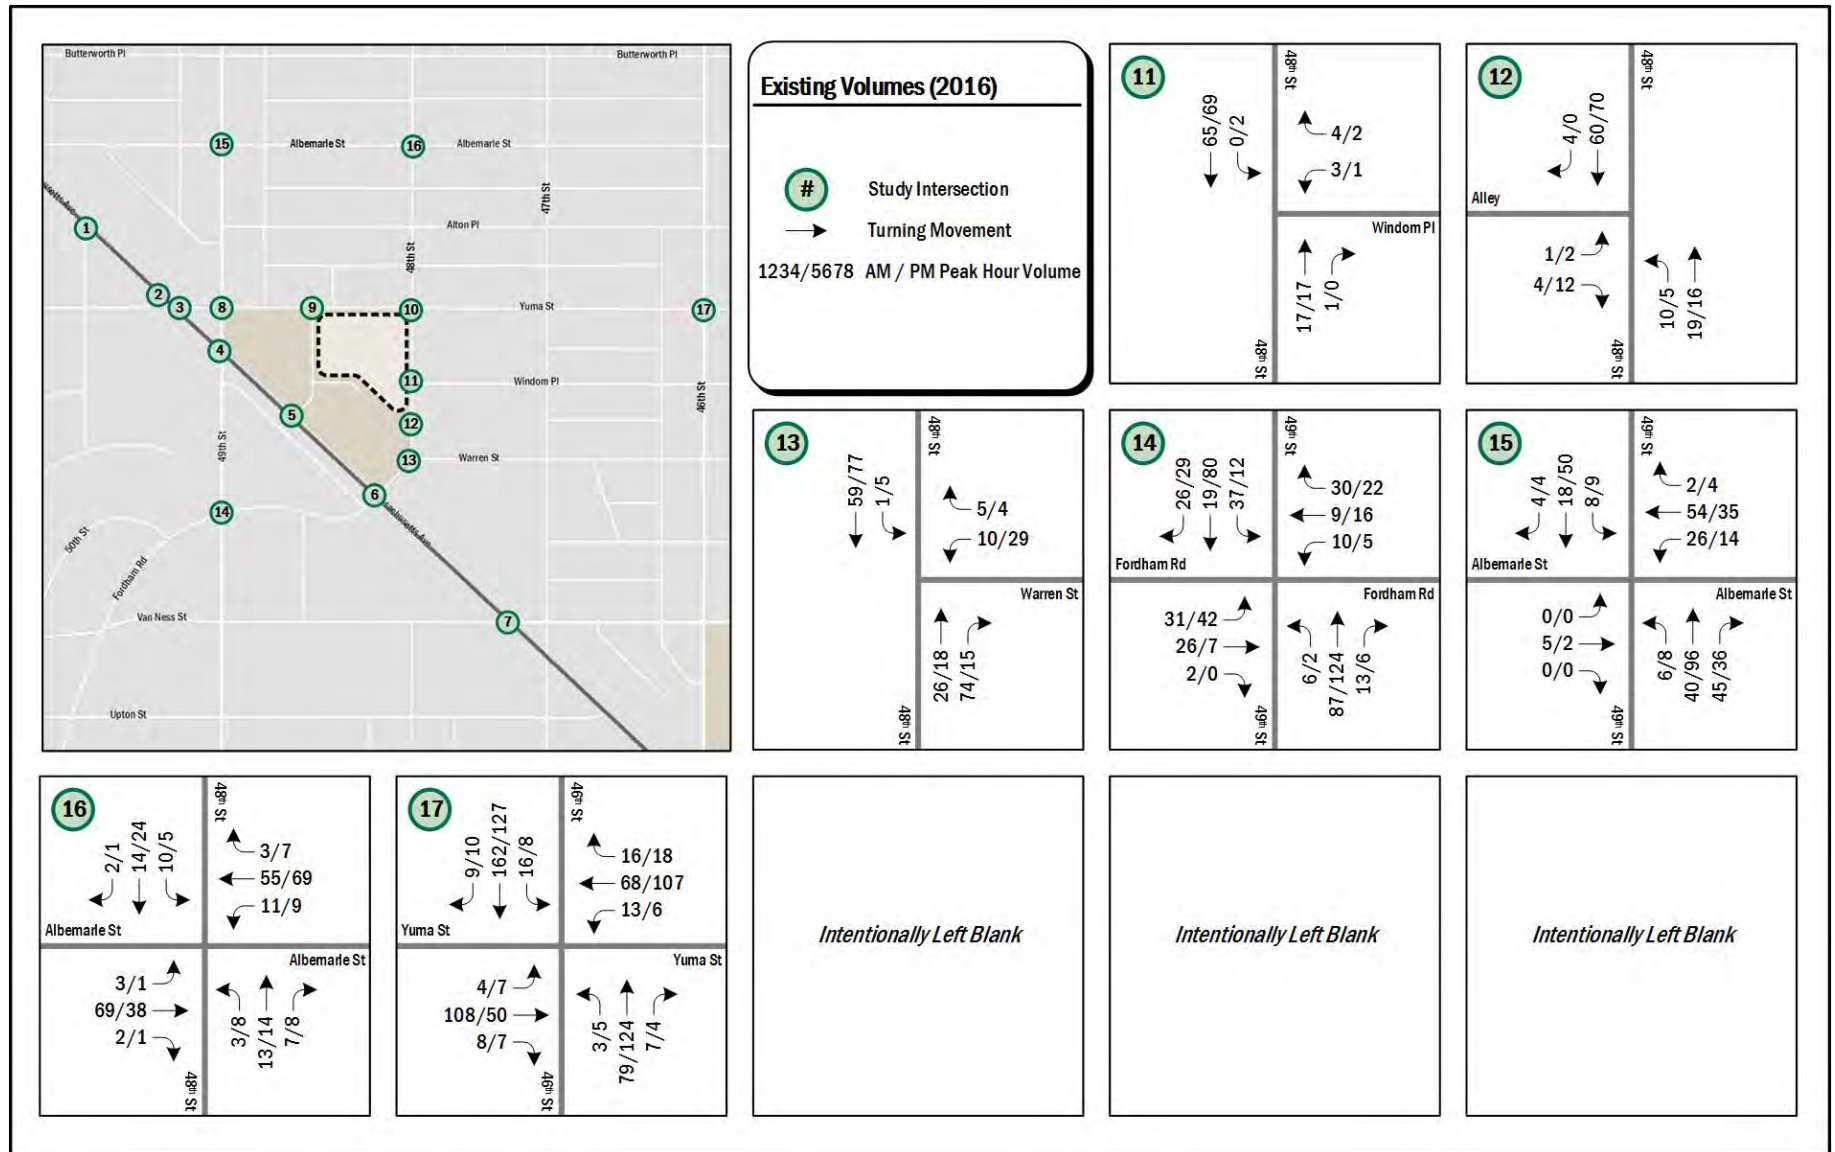 Butterworth Pl
Butterworth Pl
15
Albemarle St
16
Albemarle St
47th St
1
Alton Pl
48th St
2
3
8
9
10
Yuma St
17
4
11
Windom Pl
46th St
5
12
49th St
13
Warren St
6
14
50th St
Fordham Rd
Van Ness St
7
Upton St
Existing Volumes (2016)
#
Study Intersection
Turning Movement
1234/5678 AM / PM Peak Hour Volume
11
48th St
65/69
0/2
4/2
3/1
Windom Pl
17/17
1/0
48th St
12
48th St
4/0
60/70
Alley
1/2
4/12
10/5
19/16
48th St
13
48th St
59/77
1/5
5/4
10/29
Warren St
26/18
74/15
48th St
14
49th St
26/29
19/80
37/12
30/22
9/16
10/5
Fordham Rd
Fordham Rd
31/42
26/7
2/0
6/2
87/124
13/6
49th St
15
49th St
4/4
18/50
8/9
2/4
54/35
26/14
Albemarle St
Albemarle St
0/0
5/2
0/0
6/8
40/96
45/36
49th St
16
48th St
2/1
14/24
10/5
3/7
55/69
11/9
Albemarle St
Albemarle St
3/1
69/38
2/1
3/8
13/14
7/8
48th St
17
46th St
9/10
162/127
16/8
16/18
68/107
13/6
Yuma St
Yuma St
4/7
108/50
8/7
3/5
79/124
7/4
46th St
Intentionally Left Blank
Intentionally Left Blank
Intentionally Left Blank